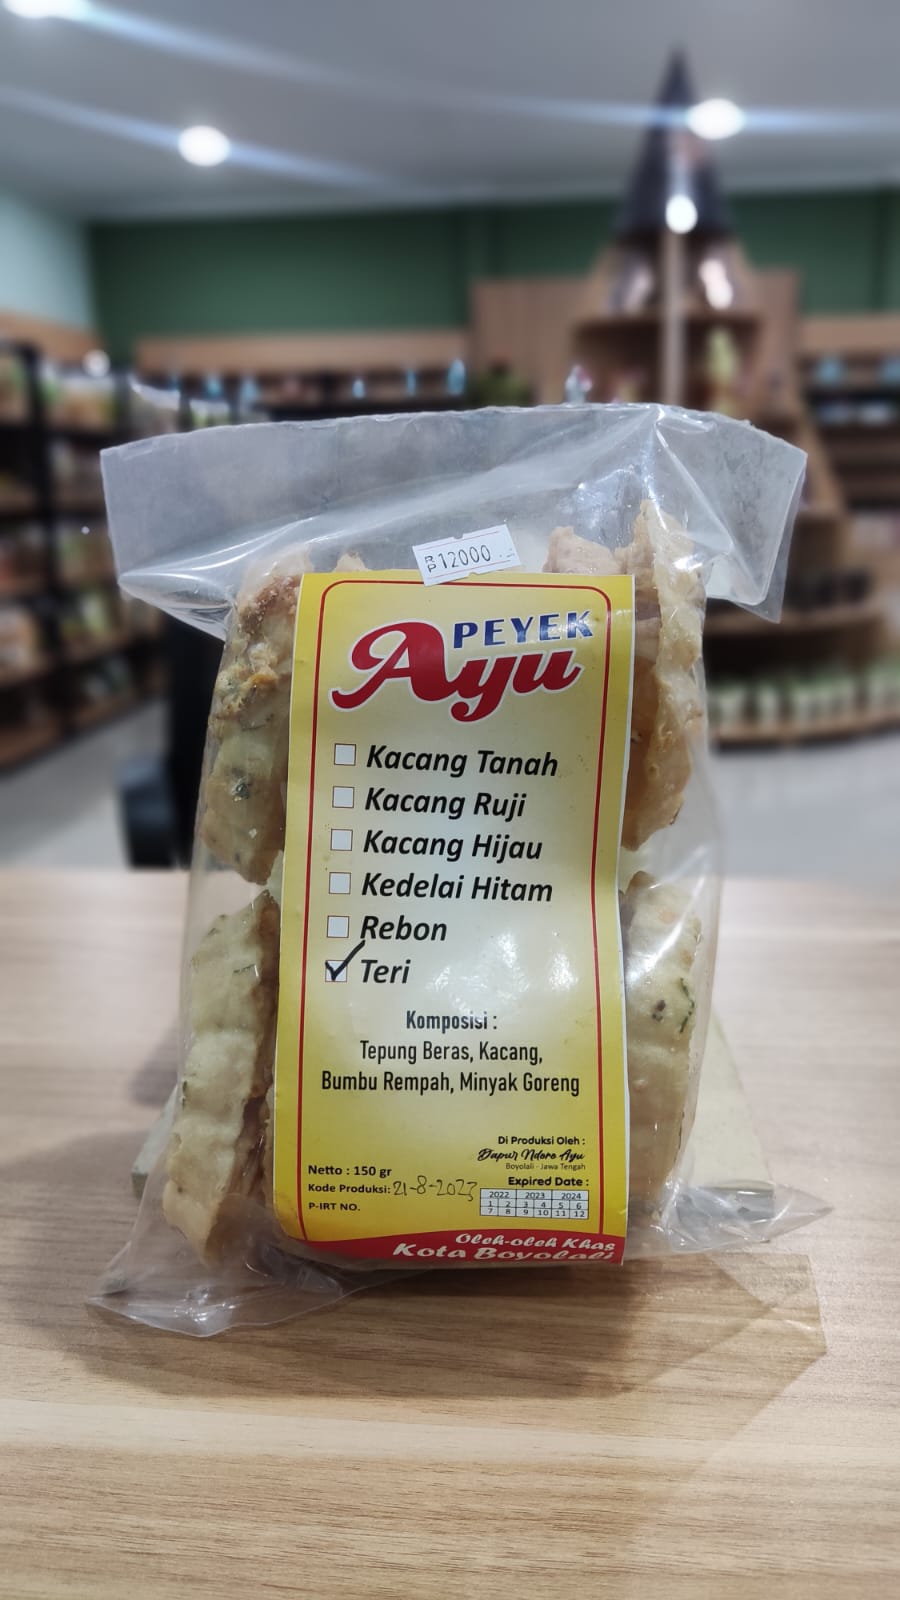 RP 12000
PEYEK
Ayu
Kacang Tanah
Kacang Ruji
Kacang Hijau
Kedelai Hitam
Rebon
Teri
Komposisi :
Tepung Beras, Kacang,
Bumbu Rempah, Minyak Goreng
Di Produksi Oleh :
Dapur Ndoro Ayu
Boyolali - Jawa Tengah
Netto : 150 gr
Kode Produksi: 21-8-2023
P-IRT NO.
Expired Date :
2022 2023 2024
1 2 3 4 5 6
7 8 9 10 11 12
Oleh-oleh Khas
Kota Boyolali